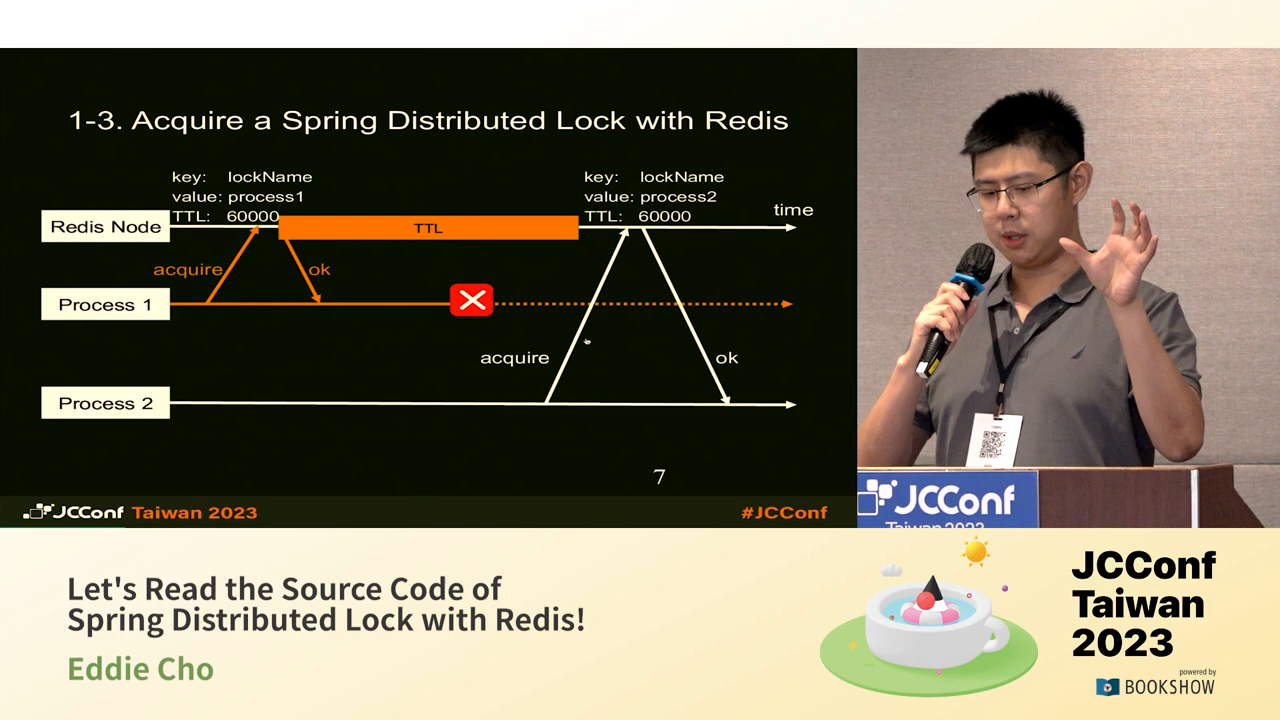 1-3. Acquire a Spring Distributed Lock with Redis
key: lockName
value: process1
TTL: 60000
key: lockName
value: process2
TTL: 60000
time
Redis Node
TTL
acquire
ok
Process 1
acquire
ok
Process 2
7
JCConf Taiwan 2023
#JCConf
JCConf
Taiwan 2023
Let's Read the Source Code of
Spring Distributed Lock with Redis!
Eddie Cho
JCConf
Taiwan
2023
powered by
BOOKSHOW